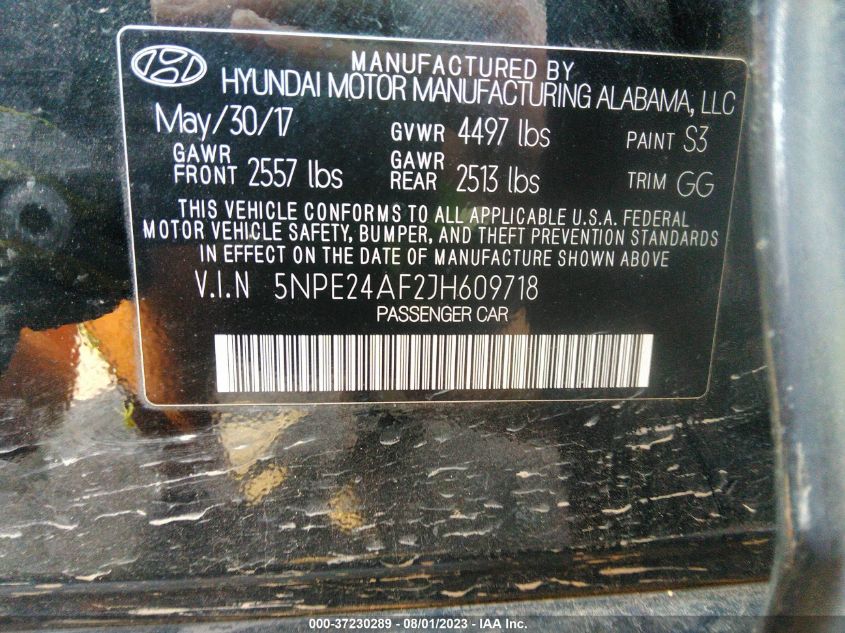 MANUFACTURED BY
HYUNDAI MOTOR MANUFACTURING ALABAMA, LLC
May/30/17 GVWR 4497 lbs PAINT S3
GAWR FRONT 2557 lbs GAWR REAR 2513 lbs TRIM GG
THIS VEHICLE CONFORMS TO ALL APPLICABLE U.S.A. FEDERAL
MOTOR VEHICLE SAFETY, BUMPER, AND THEFT PREVENTION STANDARDS
IN EFFECT ON THE DATE OF MANUFACTURE SHOWN ABOVE
V.I.N 5NPE24AF2JH609718
PASSENGER CAR
000-37230289 - 08/01/2023 - IAA Inc.